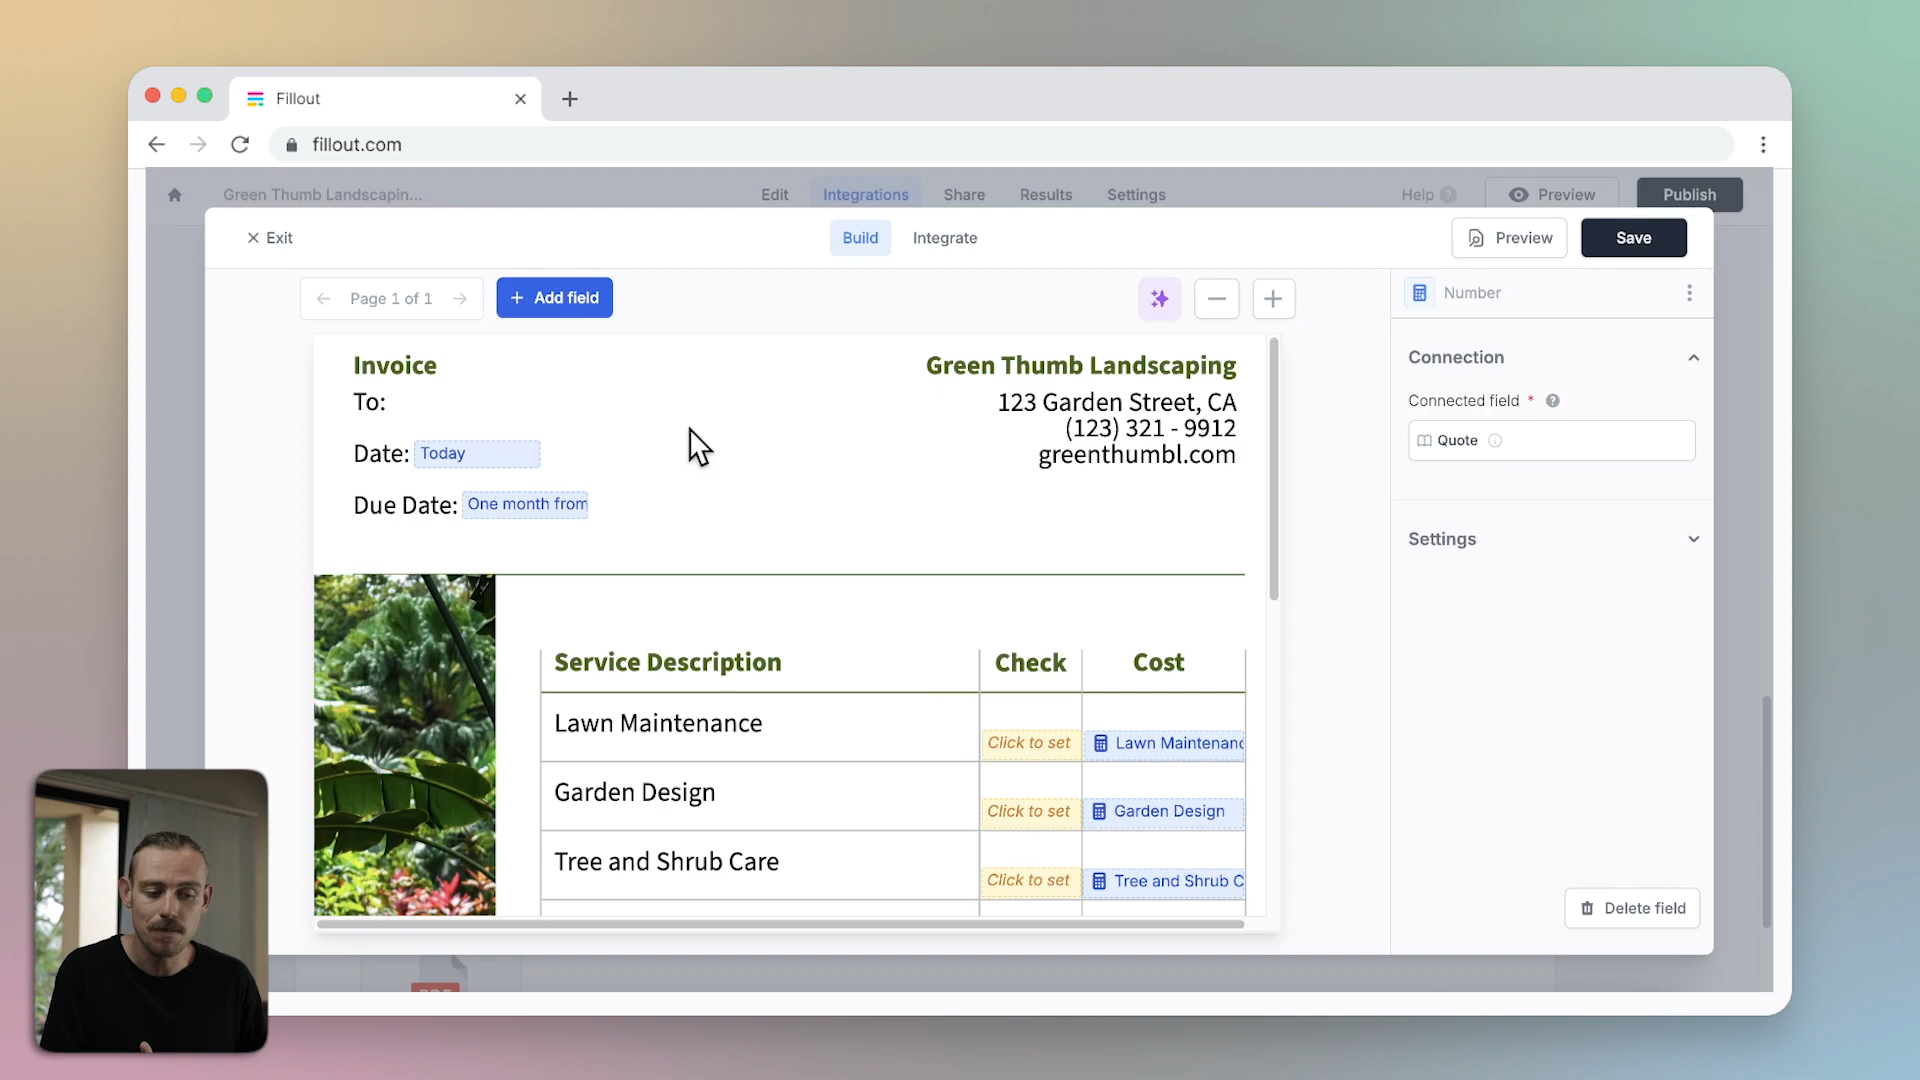 Fillout
fillout.com
Green Thumb Landscapin...
Edit
Integrations
Share
Results
Settings
Help
Preview
Publish
Exit
Build
Integrate
Preview
Save
Page 1 of 1
+ Add field
Number
Invoice
Green Thumb Landscaping
To:
123 Garden Street, CA
(123) 321 - 9912
Date: Today
greenthumbl.com
Due Date: One month from
Connection
Connected field *
Quote
Settings
Service Description
Check
Cost
Lawn Maintenance
Click to set
Lawn Maintenanc
Garden Design
Click to set
Garden Design
Tree and Shrub Care
Click to set
Tree and Shrub C
Delete field